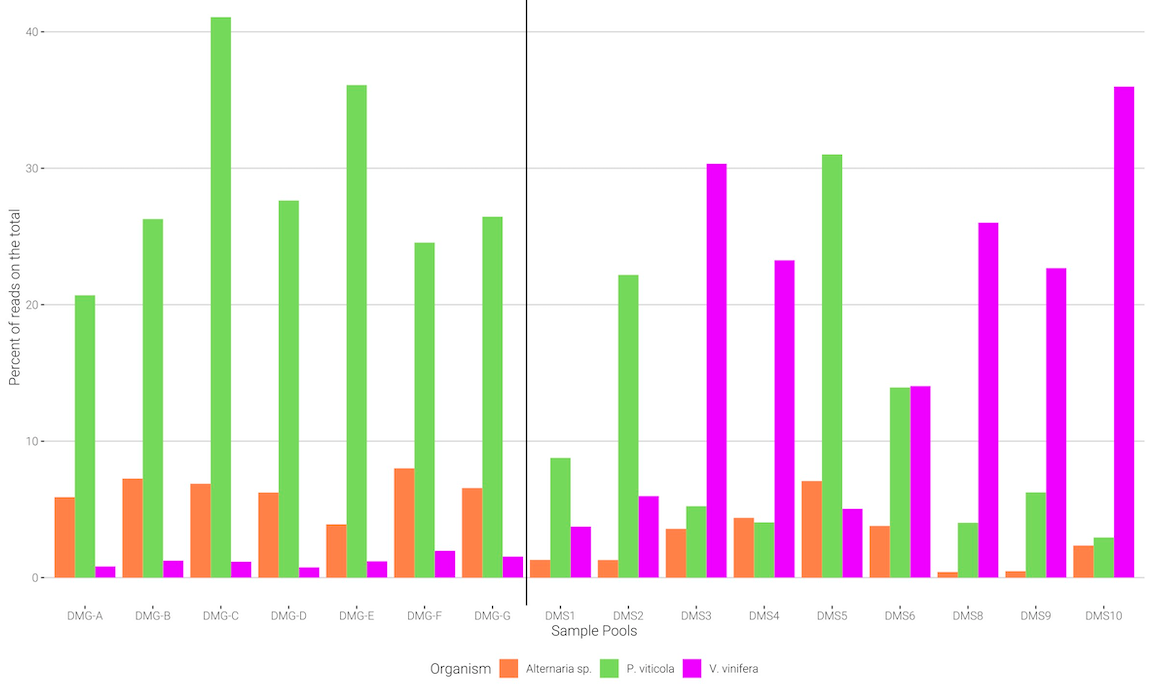 Percent of reads on the total
40
30
20
10
0
DMG-A DMG-B DMG-C DMG-D DMG-E DMG-F DMG-G DMS1 DMS2 DMS3 DMS4 DMS5 DMS6 DMS8 DMS9 DMS10
Sample Pools
Organism Alternaria sp. P. viticola V. vinifera